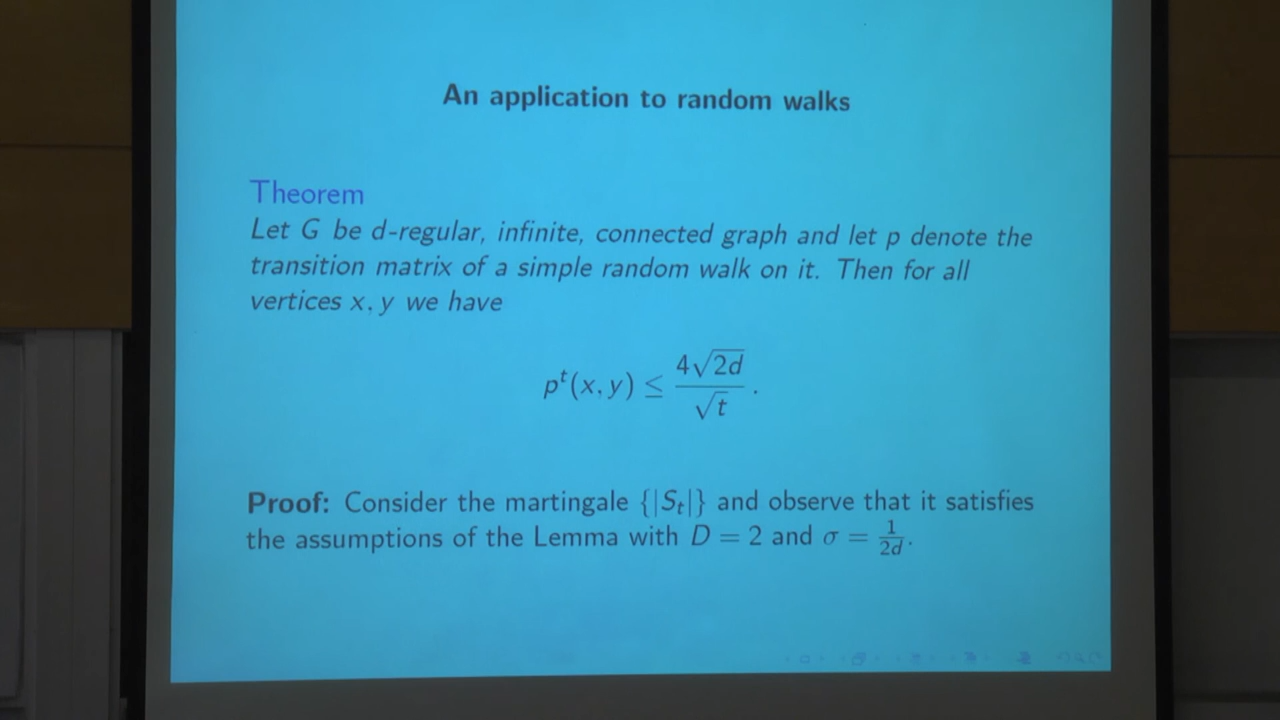 An application to random walks
Theorem
Let G be d-regular, infinite, connected graph and let p denote the
transition matrix of a simple random walk on it. Then for all
vertices x, y we have
p^t(x, y) ≤ 4√2d / √t .
Proof: Consider the martingale {|S_t|} and observe that it satisfies
the assumptions of the Lemma with D = 2 and σ = 1/2d.